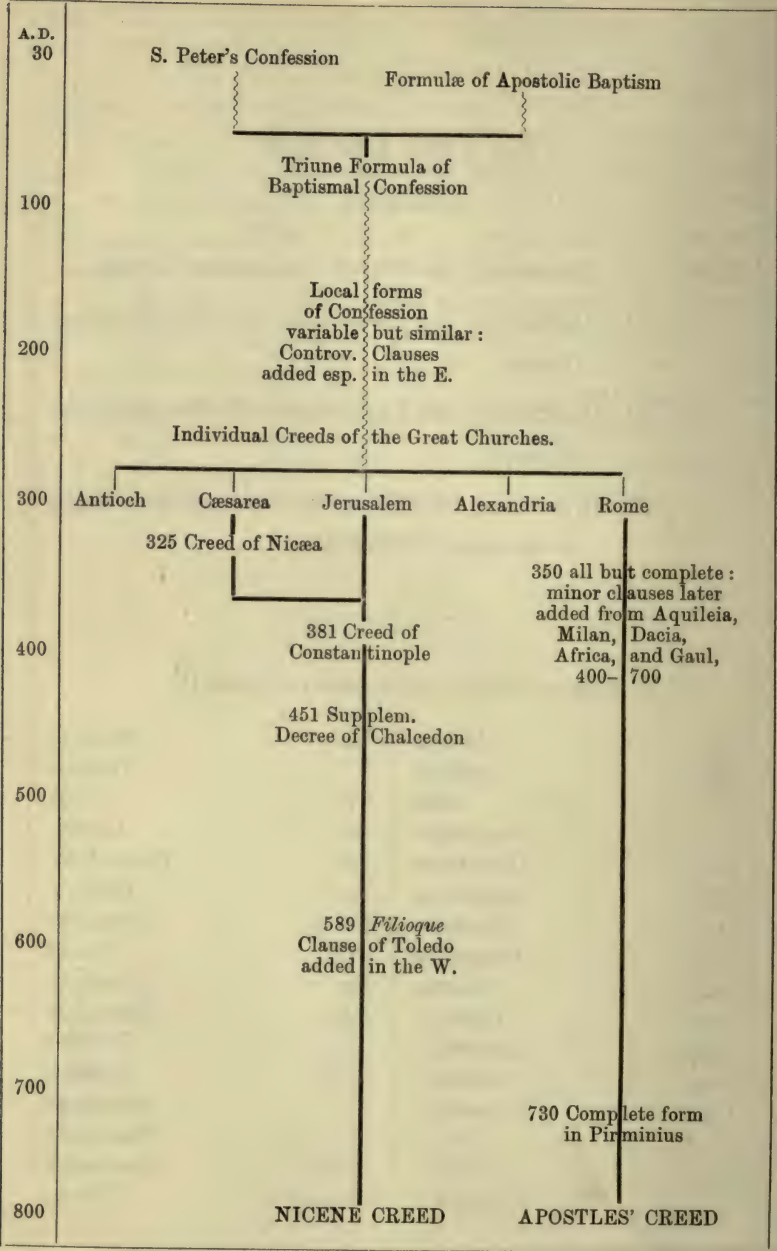 A.D.
30
S. Peter's Confession
Formulæ of Apostolic Baptism
Triune Formula of
Baptismal Confession
100
Local forms
of Confession
variable but similar :
200
Controv. Clauses
added esp. in the E.
Individual Creeds of the Great Churches.
300 Antioch Cæsarea Jerusalem Alexandria Rome
325 Creed of Nicæa
350 all but complete :
minor clauses later
added from Aquileia,
Milan, Dacia,
Africa, and Gaul,
400–700
381 Creed of
Constantinople
400
451 Suplem.
Decree of Chalcedon
500
589 Filioque
Clause of Toledo
added in the W.
600
700
730 Complete form
in Pirminius
800 NICENE CREED APOSTLES' CREED